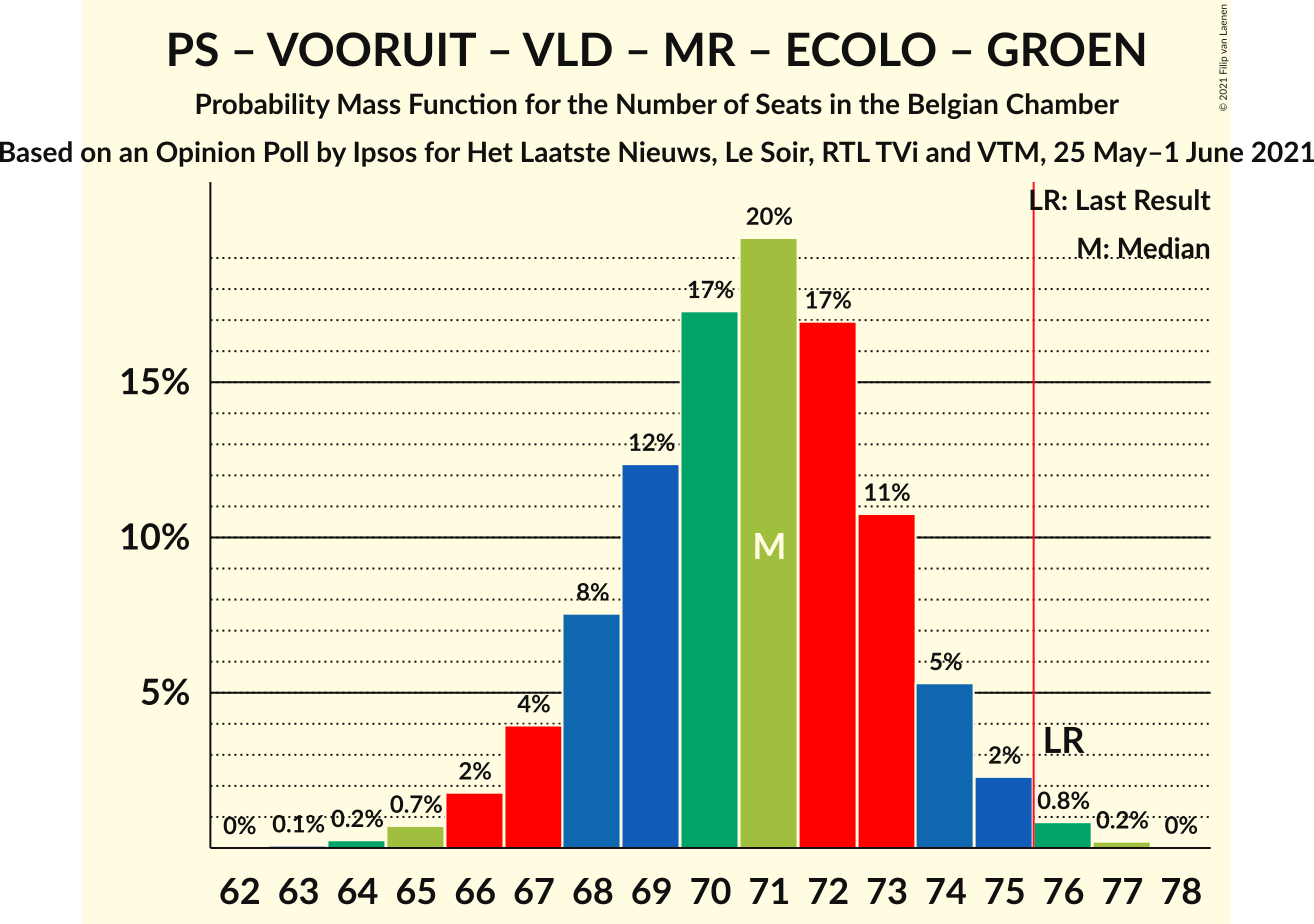 PS – VOORUIT – VLD – MR – ECOLO – GROEN
Probability Mass Function for the Number of Seats in the Belgian Chamber
Based on an Opinion Poll by Ipsos for Het Laatste Nieuws, Le Soir, RTL TVi and VTM, 25 May–1 June 2021
© 2021 Filip van Laenen
LR: Last Result
M: Median
15%
10%
5%
0% 0.1% 0.2% 0.7% 2% 4% 8% 12% 17% 20% 17% 11% 5% 2% 0.8% 0.2% 0%
M
LR
62 63 64 65 66 67 68 69 70 71 72 73 74 75 76 77 78